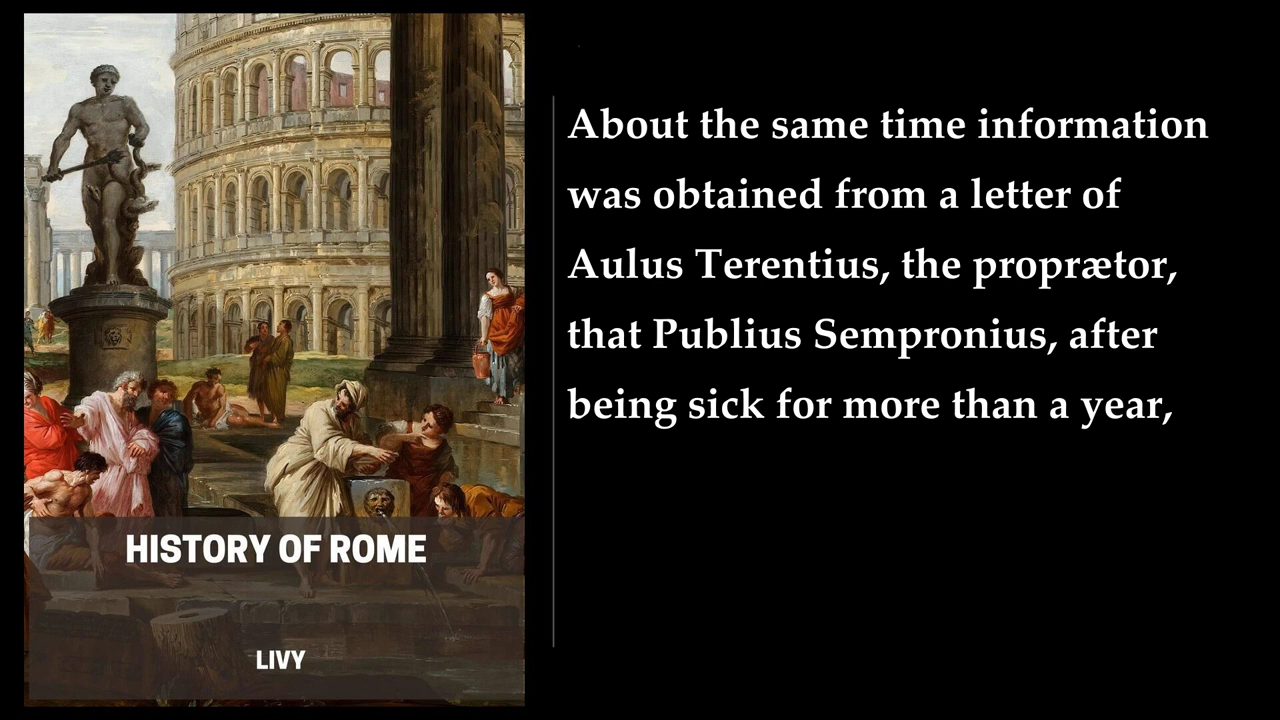 HISTORY OF ROME
LIVY
About the same time information
was obtained from a letter of
Aulus Terentius, the proprætor,
that Publius Sempronius, after
being sick for more than a year,